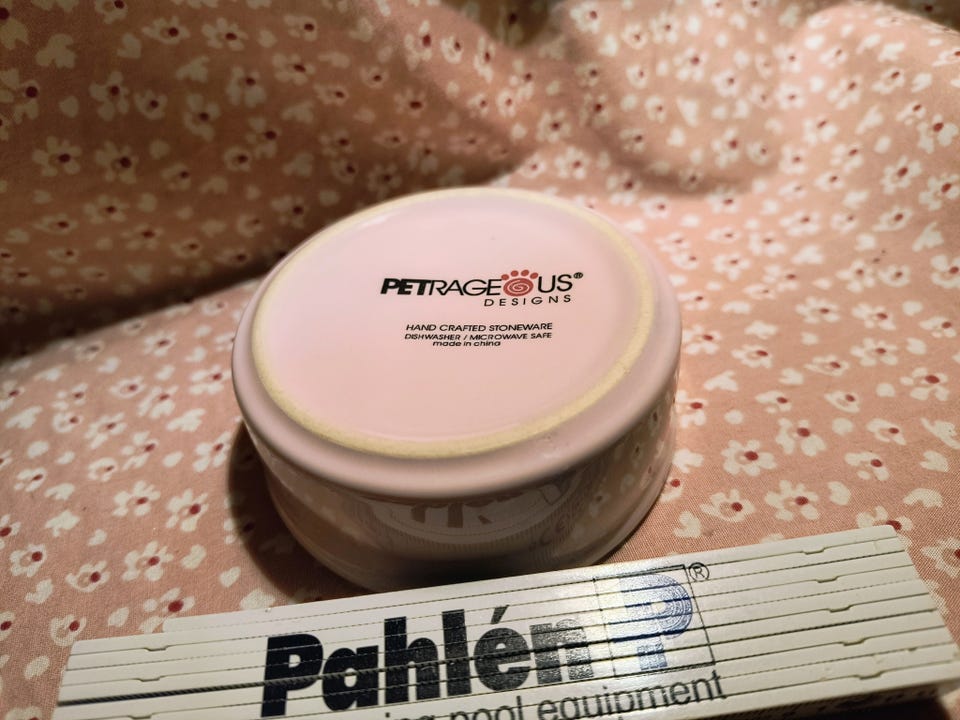 PETRAGEOUS®
DESIGNS
HAND CRAFTED STONEWARE
DISHWASHER / MICROWAVE SAFE
made in china
Pahlén P®
pool equipment